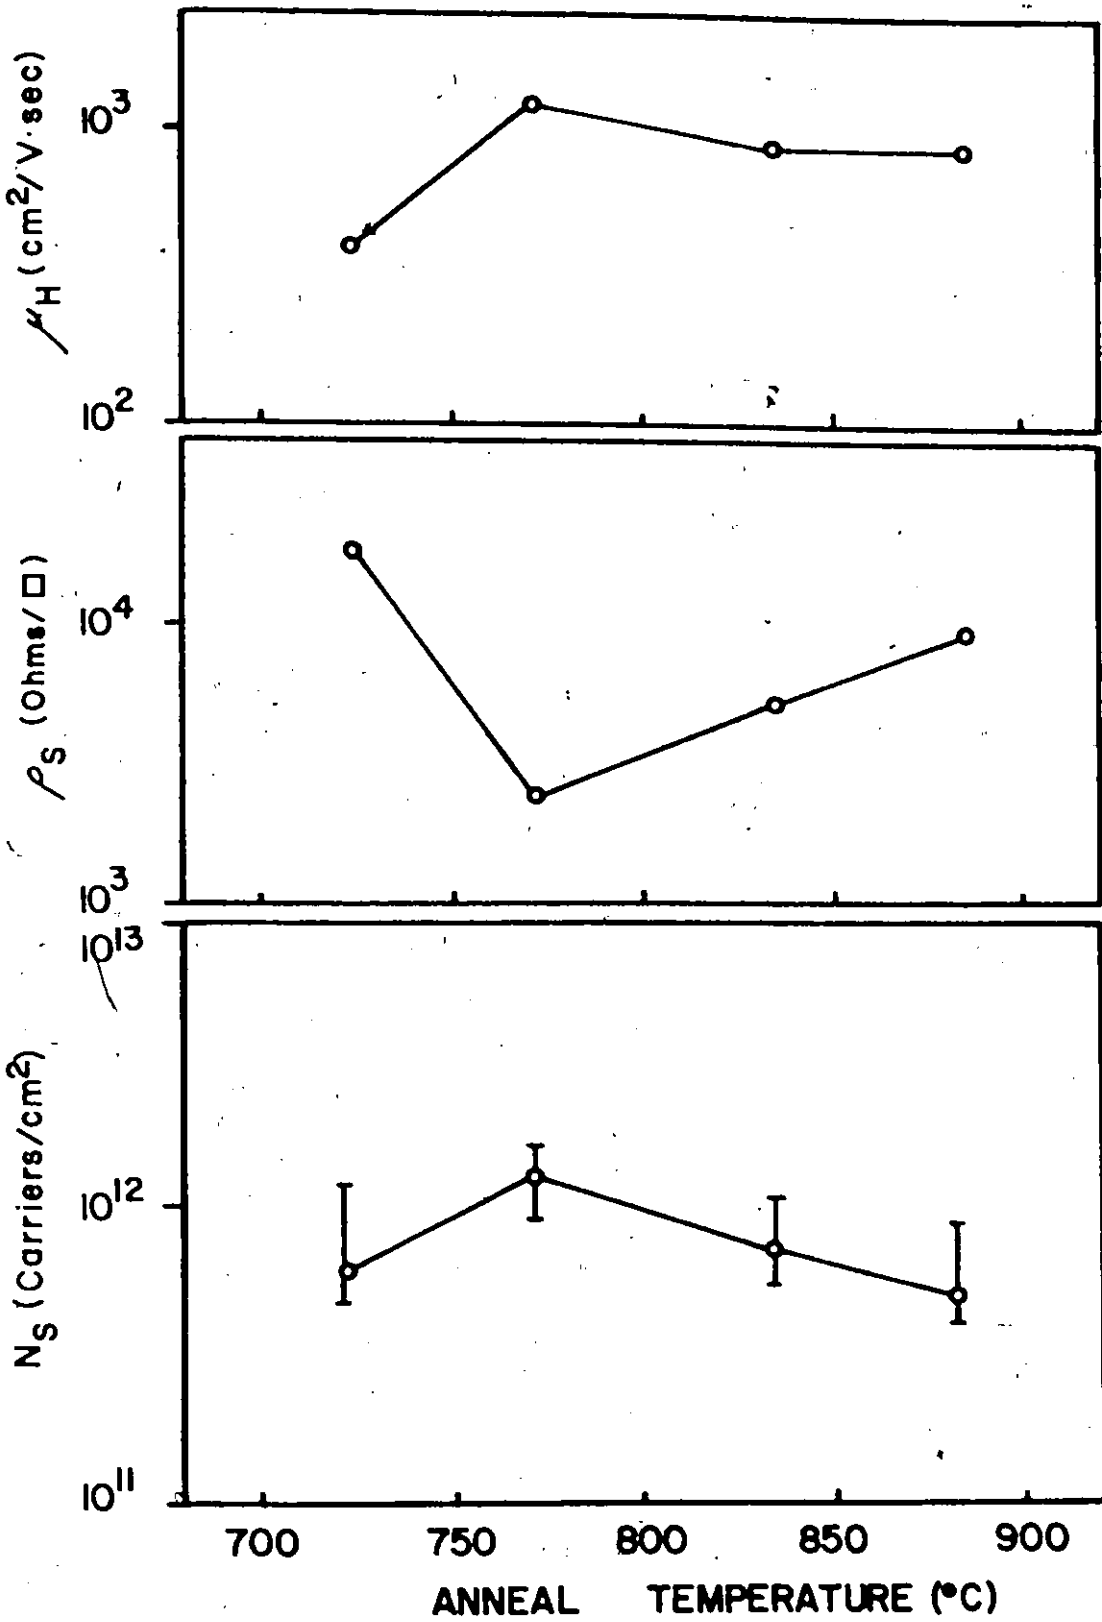 μH (cm²/V·sec)
10³
10²
ρS (Ohms/□)
10⁴
10³
NS (Carriers/cm²)
10¹³
10¹²
10¹¹
700 750 800 850 900
ANNEAL TEMPERATURE (°C)